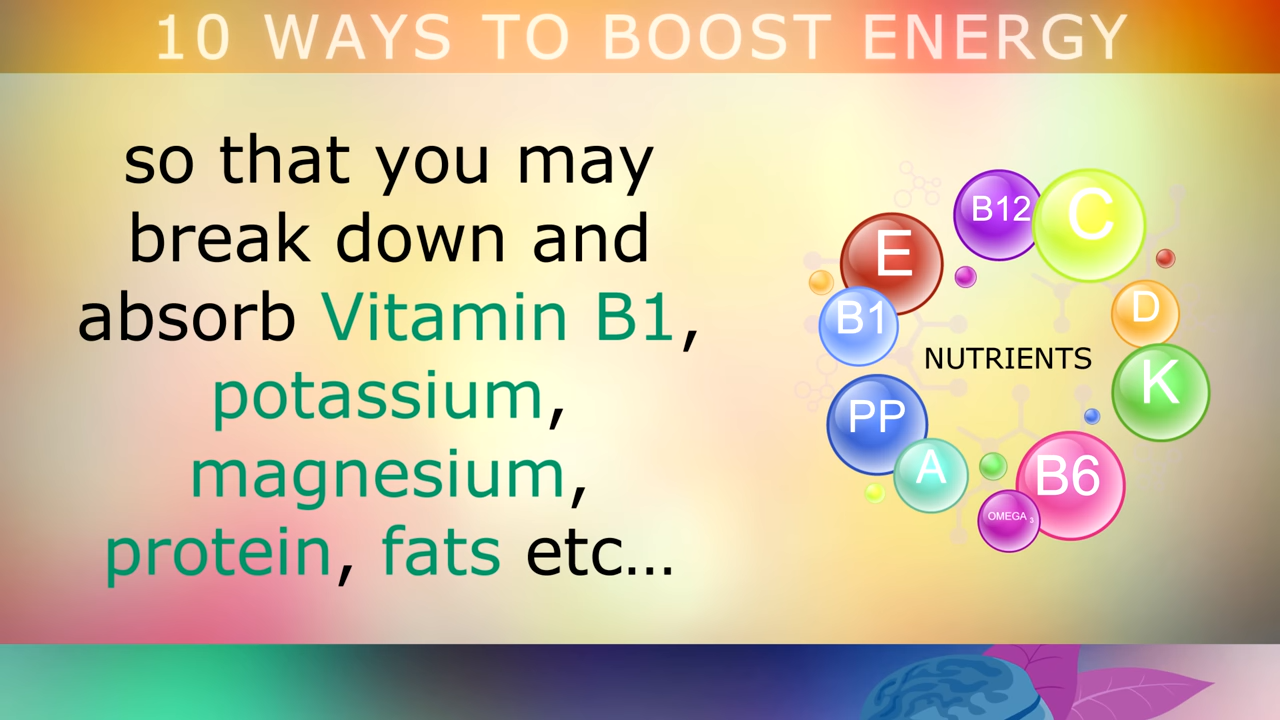 10 WAYS TO BOOST ENERGY
so that you may
break down and
absorb Vitamin B1,
potassium,
magnesium,
protein, fats etc...
B12
C
E
B1
D
NUTRIENTS
K
PP
A
B6
OMEGA 3